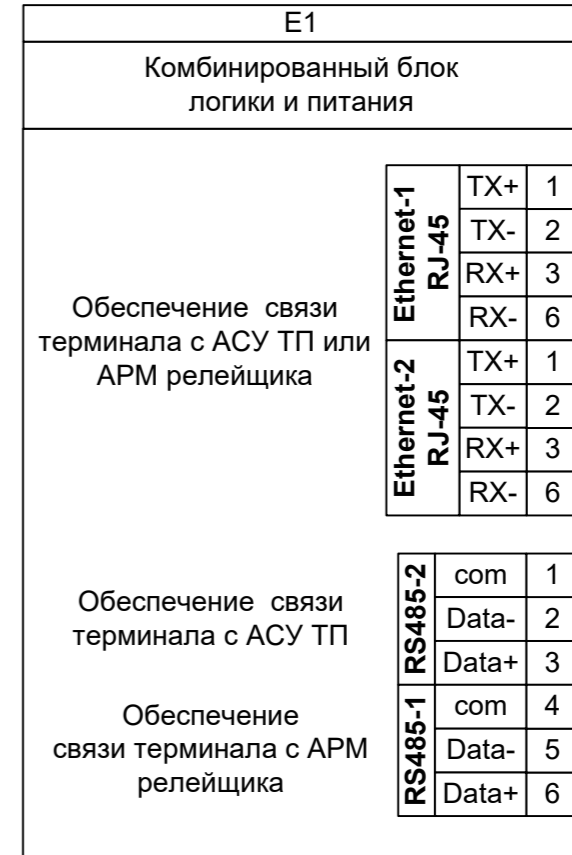 E1
Комбинированный блок
логики и питания
Обеспечение связи
терминала с АСУ ТП или
АРМ релейщика
Ethernet-1
RJ-45
TX+ 1
TX- 2
RX+ 3
RX- 6
Ethernet-2
RJ-45
TX+ 1
TX- 2
RX+ 3
RX- 6
Обеспечение связи
терминала с АСУ ТП
RS485-2
com 1
Data- 2
Data+ 3
Обеспечение
связи терминала с АРМ
релейщика
RS485-1
com 4
Data- 5
Data+ 6